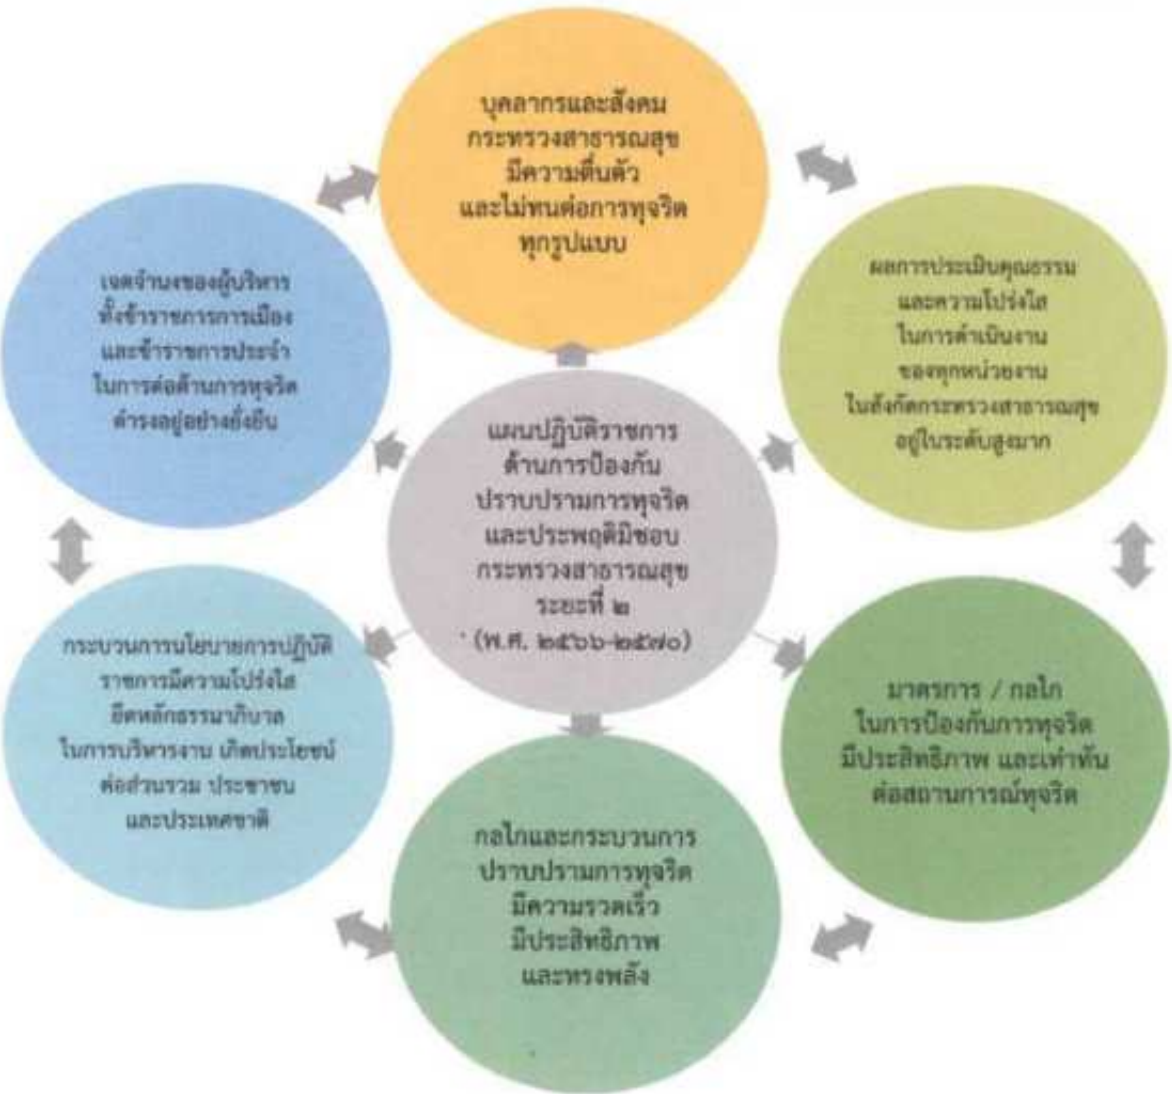 บุคลากรและสังคม
กระทรวงสาธารณสุข
มีความตื่นตัว
และไม่ทนต่อการทุจริต
ทุกรูปแบบ
เจตจำนงของผู้บริหาร
ทั้งข้าราชการการเมือง
และข้าราชการประจำ
ในการต่อต้านการทุจริต
ดำรงอยู่อย่างยั่งยืน
ผลการประเมินคุณธรรม
และความโปร่งใส
ในการดำเนินงาน
ของทุกหน่วยงาน
ในสังกัดกระทรวงสาธารณสุข
อยู่ในระดับสูงมาก
แผนปฏิบัติราชการ
ด้านการป้องกัน
ปราบปรามการทุจริต
และประพฤติมิชอบ
กระทรวงสาธารณสุข
ระยะที่ ๒
(พ.ศ. ๒๕๖๖-๒๕๗๐)
กระบวนการนโยบายการปฏิบัติ
ราชการมีความโปร่งใส
ยึดหลักธรรมาภิบาล
ในการบริหารงาน เกิดประโยชน์
ต่อส่วนรวม ประชาชน
และประเทศชาติ
มาตรการ / กลไก
ในการป้องกันการทุจริต
มีประสิทธิภาพ และเท่าทัน
ต่อสถานการณ์ทุจริต
กลไกและกระบวนการ
ปราบปรามการทุจริต
มีความรวดเร็ว
มีประสิทธิภาพ
และทรงพลัง